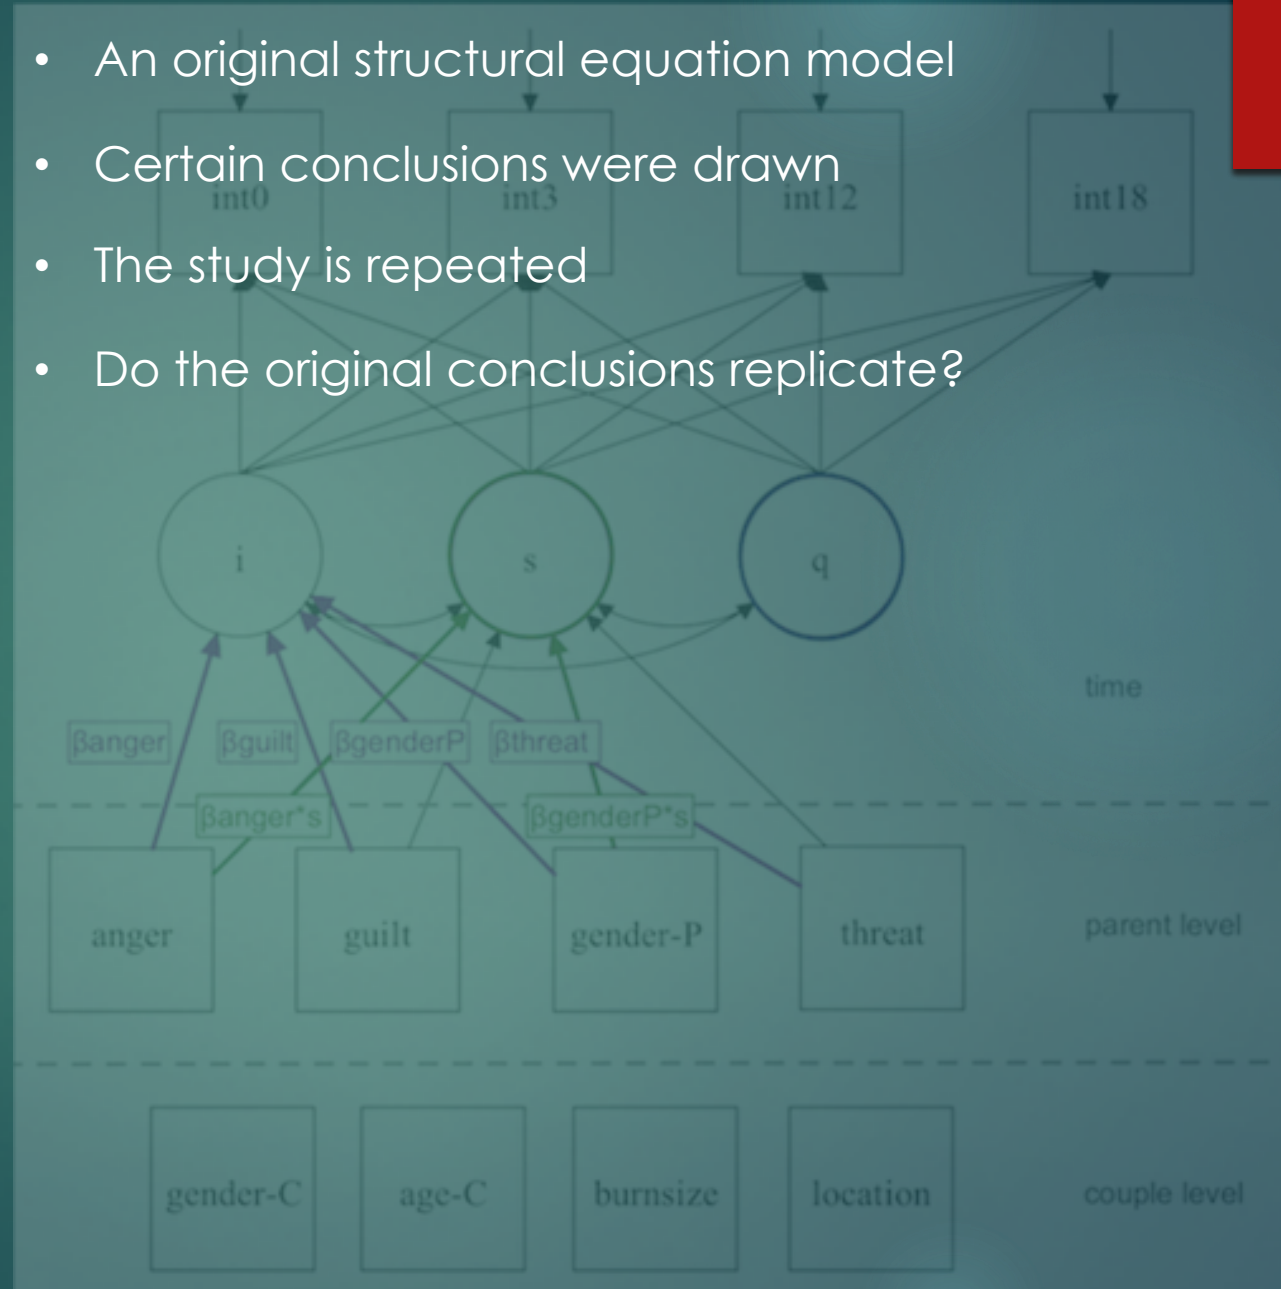 • An original structural equation model
• Certain conclusions were drawn
int0 int3 int12 int18
• The study is repeated
• Do the original conclusions replicate?
i s q
time
βanger βguilt βgenderP βthreat
βanger*s βgenderP*s
anger guilt gender-P threat parent level
gender-C age-C burnsize location couple level